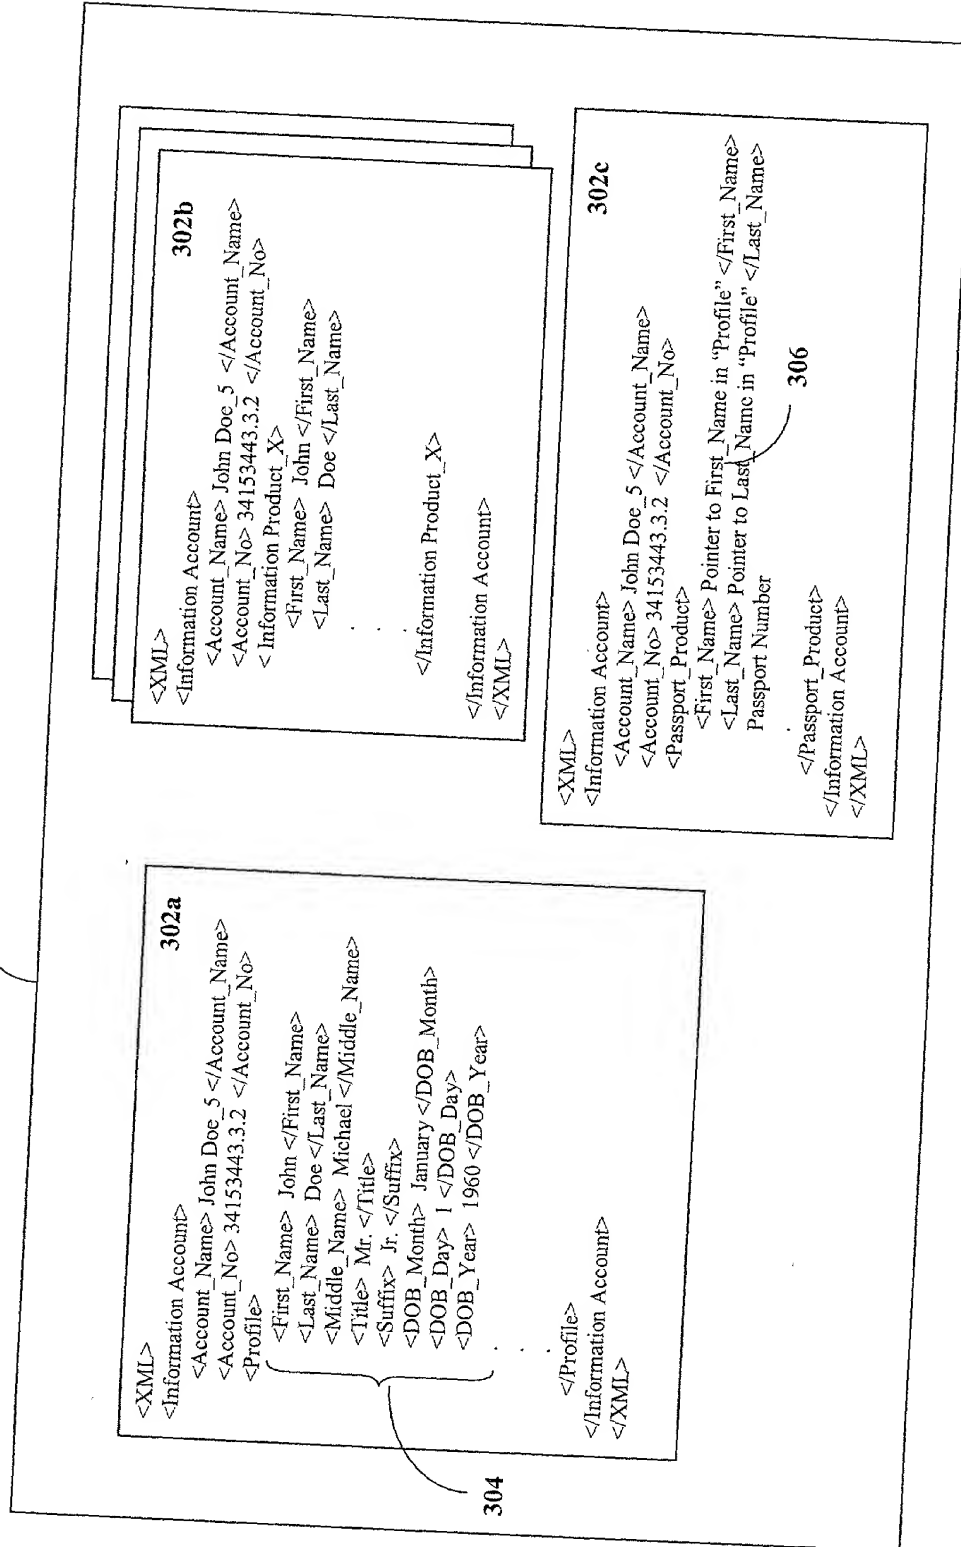 302a
<XML>
<Information Account>
<Account_Name> John Doe_5 </Account_Name>
<Account_No> 34153443.3.2 </Account_No>
<Profile>
<First_Name> John </First_Name>
<Last_Name> Doe </Last_Name>
<Middle_Name> Michael </Middle_Name>
<Title> Mr. </Title>
<Suffix> Jr. </Suffix>
<DOB_Month> January </DOB_Month>
<DOB_Day> 1 </DOB_Day>
<DOB_Year> 1960 </DOB_Year>
.
.
.
</Profile>
</Information Account>
</XML>
304
302b
<XML>
<Information Account>
<Account_Name> John Doe_5 </Account_Name>
<Account_No> 34153443.3.2 </Account_No>
< Information Product_X>
<First_Name> John </First_Name>
<Last_Name> Doe </Last_Name>
.
.
.
</Information Product_X>
</Information Account>
</XML>
302c
<XML>
<Information Account>
<Account_Name> John Doe_5 </Account_Name>
<Account_No> 34153443.3.2 </Account_No>
<Passport_Product>
<First_Name> Pointer to First_Name in “Profile” </First_Name>
<Last_Name> Pointer to Last_Name in “Profile” </Last_Name>
Passport Number
.
</Passport_Product>
</Information Account>
</XML>
306